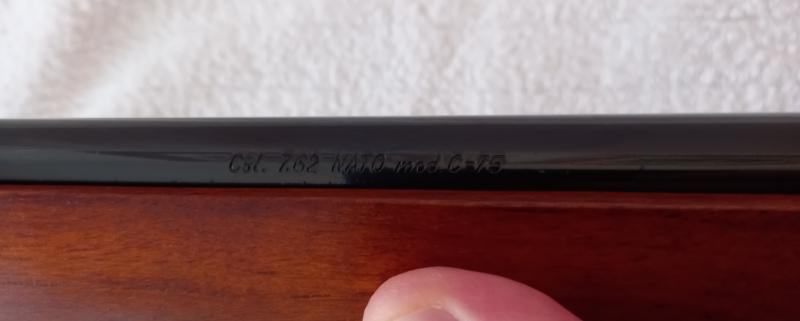 Cal. 7.62 NATO mod. C-75